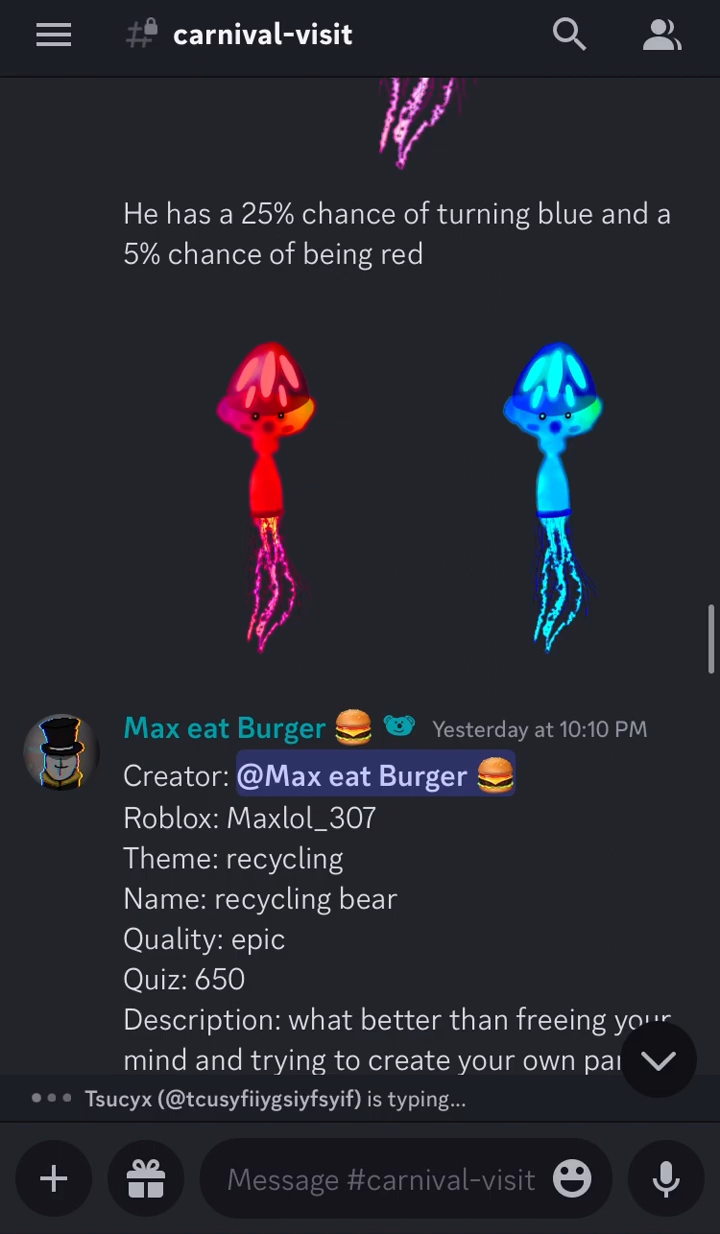 carnival-visit
He has a 25% chance of turning blue and a
5% chance of being red
Max eat Burger 🍔 Yesterday at 10:10 PM
Creator: @Max eat Burger 🍔
Roblox: Maxlol_307
Theme: recycling
Name: recycling bear
Quality: epic
Quiz: 650
Description: what better than freeing your
mind and trying to create your own
Tsucyx (@tcusyfiiygsiyfsyif) is typing...
Message #carnival-visit